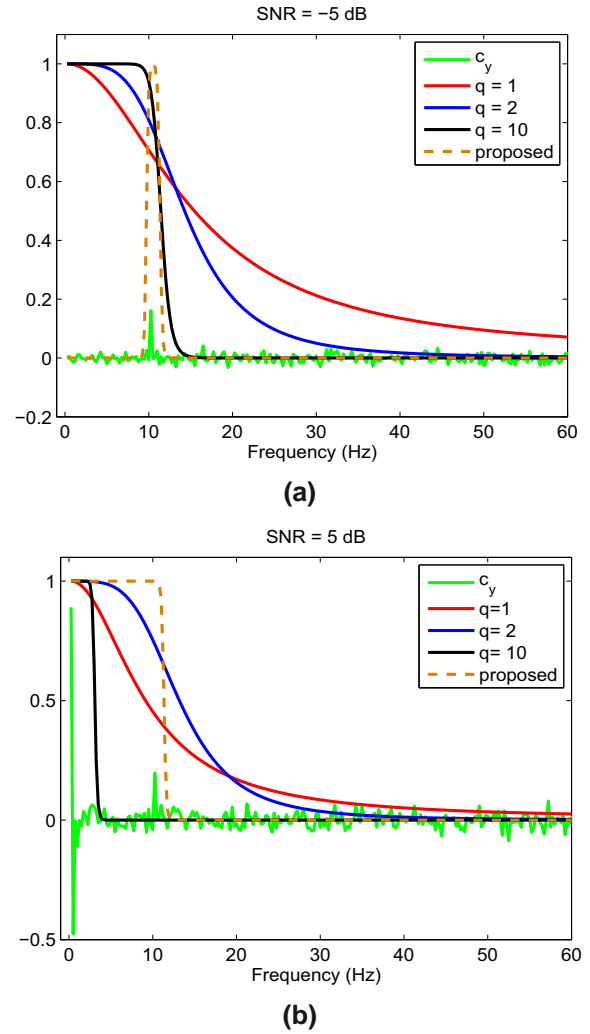 SNR = −5 dB
c_y
q = 1
q = 2
q = 10
proposed
1
0.8
0.6
0.4
0.2
0
−0.2
0 10 20 30 40 50 60
Frequency (Hz)
(a)
SNR = 5 dB
c_y
q=1
q= 2
q= 10
proposed
1
0.5
0
−0.5
0 10 20 30 40 50 60
Frequency (Hz)
(b)